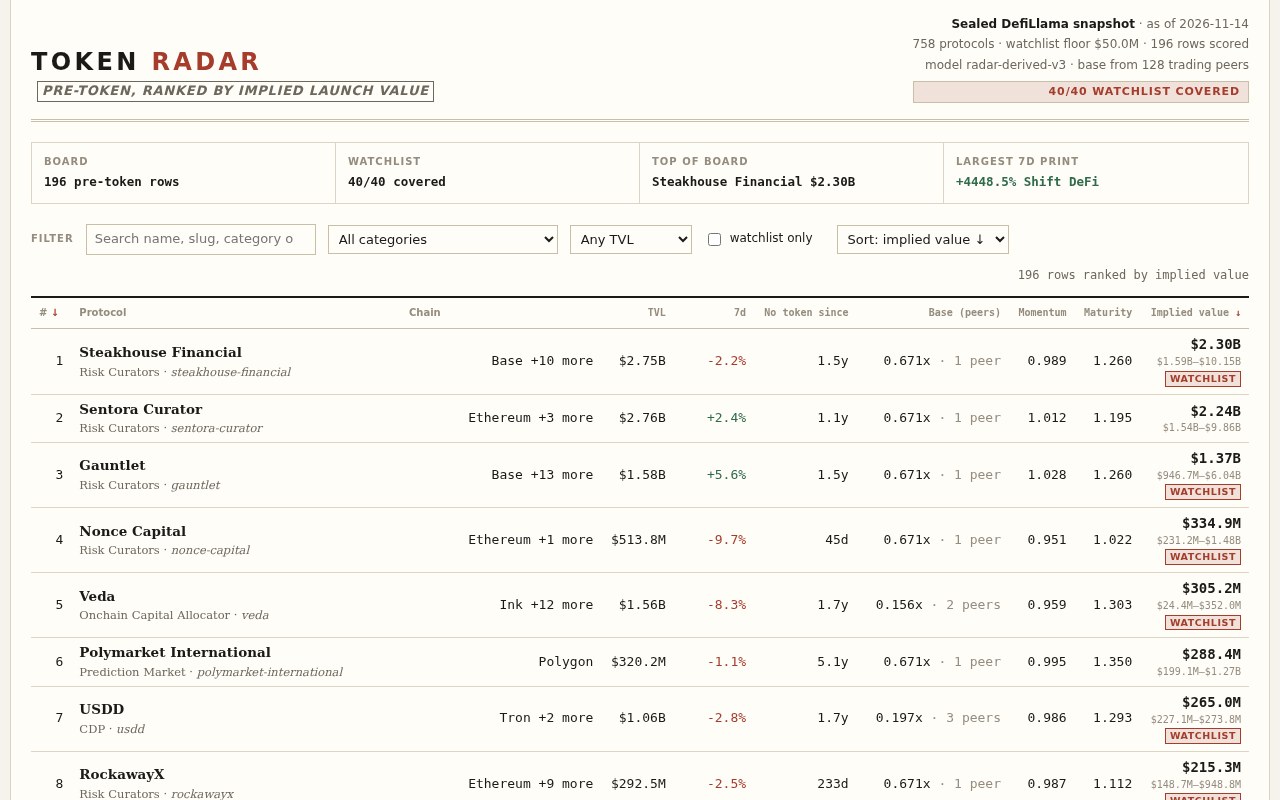 TOKEN RADAR
PRE-TOKEN, RANKED BY IMPLIED LAUNCH VALUE
Sealed DefiLlama snapshot · as of 2026-11-14
758 protocols · watchlist floor $50.0M · 196 rows scored
model radar-derived-v3 · base from 128 trading peers
40/40 WATCHLIST COVERED
BOARD
196 pre-token rows
WATCHLIST
40/40 covered
TOP OF BOARD
Steakhouse Financial $2.30B
LARGEST 7D PRINT
+4448.5% Shift DeFi
FILTER Search name, slug, category o All categories Any TVL watchlist only Sort: implied value ↓
196 rows ranked by implied value
# ↓ Protocol Chain TVL 7d No token since Base (peers) Momentum Maturity Implied value ↓
1 Steakhouse Financial Base +10 more $2.75B -2.2% 1.5y 0.671x · 1 peer 0.989 1.260 $2.30B
Risk Curators · steakhouse-financial $1.59B–$10.15B
WATCHLIST
2 Sentora Curator Ethereum +3 more $2.76B +2.4% 1.1y 0.671x · 1 peer 1.012 1.195 $2.24B
Risk Curators · sentora-curator $1.54B–$9.86B
3 Gauntlet Base +13 more $1.58B +5.6% 1.5y 0.671x · 1 peer 1.028 1.260 $1.37B
Risk Curators · gauntlet $946.7M–$6.04B
WATCHLIST
4 Nonce Capital Ethereum +1 more $513.8M -9.7% 45d 0.671x · 1 peer 0.951 1.022 $334.9M
Risk Curators · nonce-capital $231.2M–$1.48B
WATCHLIST
5 Veda Ink +12 more $1.56B -8.3% 1.7y 0.156x · 2 peers 0.959 1.303 $305.2M
Onchain Capital Allocator · veda $24.4M–$352.0M
WATCHLIST
6 Polymarket International Polygon $320.2M -1.1% 5.1y 0.671x · 1 peer 0.995 1.350 $288.4M
Prediction Market · polymarket-international $199.1M–$1.27B
7 USDD Tron +2 more $1.06B -2.8% 1.7y 0.197x · 3 peers 0.986 1.293 $265.0M
CDP · usdd $227.1M–$273.8M
WATCHLIST
8 RockawayX Ethereum +9 more $292.5M -2.5% 233d 0.671x · 1 peer 0.987 1.112 $215.3M
Risk Curators · rockawayx $148.7M–$948.8M
WATCHLIST